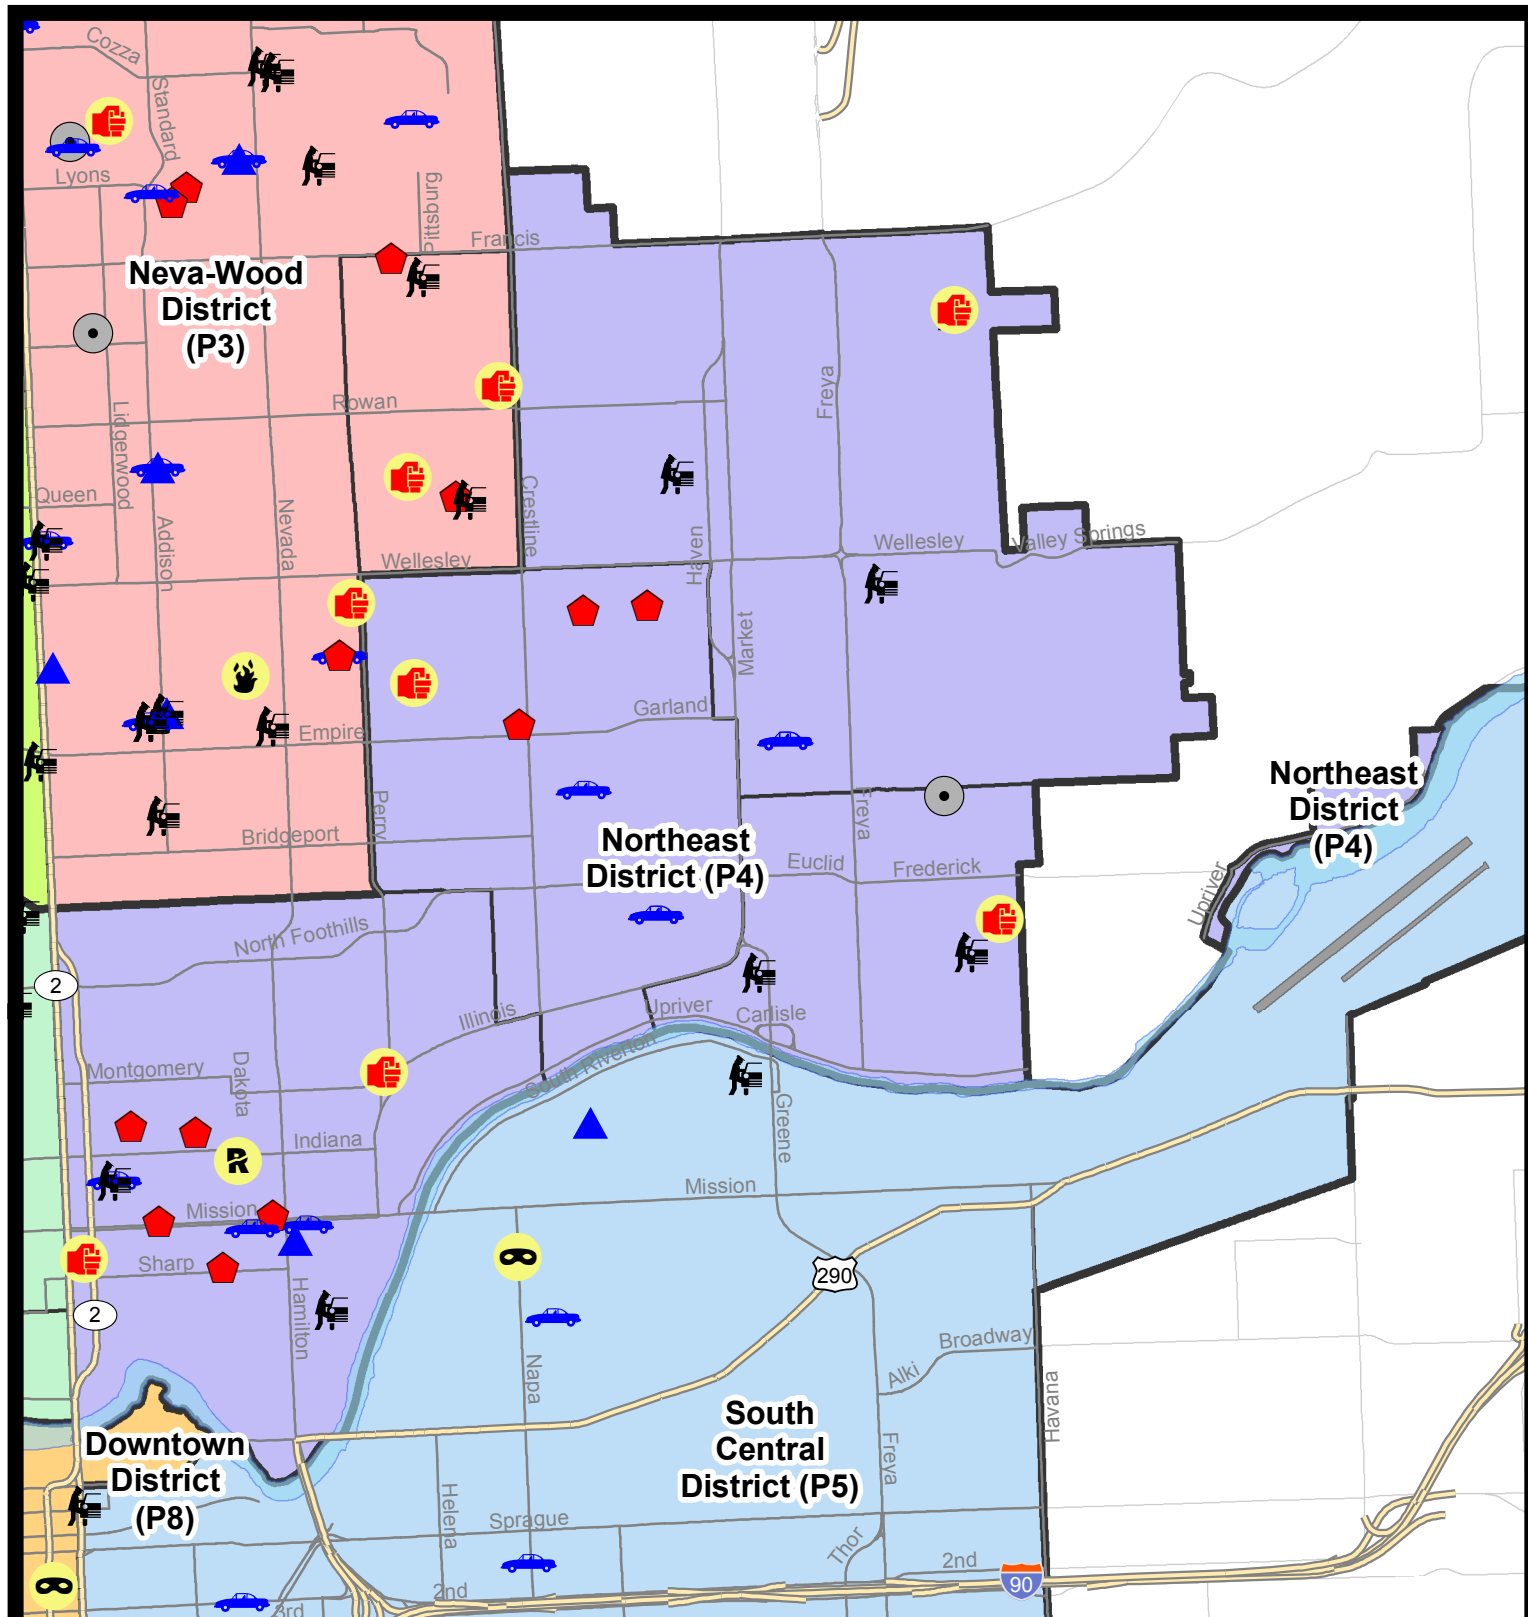 Cozza
Standard
Lyons
Pittsburg
Francis
Neva-Wood
District
(P3)
Freya
Rowan
Lidgerwood
Queen
Addison
Nevada
Crestline
Haven
Wellesley
Valley Springs
Wellesley
Market
Garland
Empire
Perry
Bridgeport
Northeast
District (P4)
Freya
Euclid
Frederick
Northeast
District
(P4)
Upriver
North Foothills
2
Illinois
Upriver
Carlisle
South Riverton
Montgomery
Dakota
Greene
Indiana
Mission
Mission
Sharp
290
2
Hamilton
Napa
Broadway
Alki
Havana
South
Central
District (P5)
Downtown
District
(P8)
Freya
Helena
Sprague
Thor
2nd
90
2nd
3rd